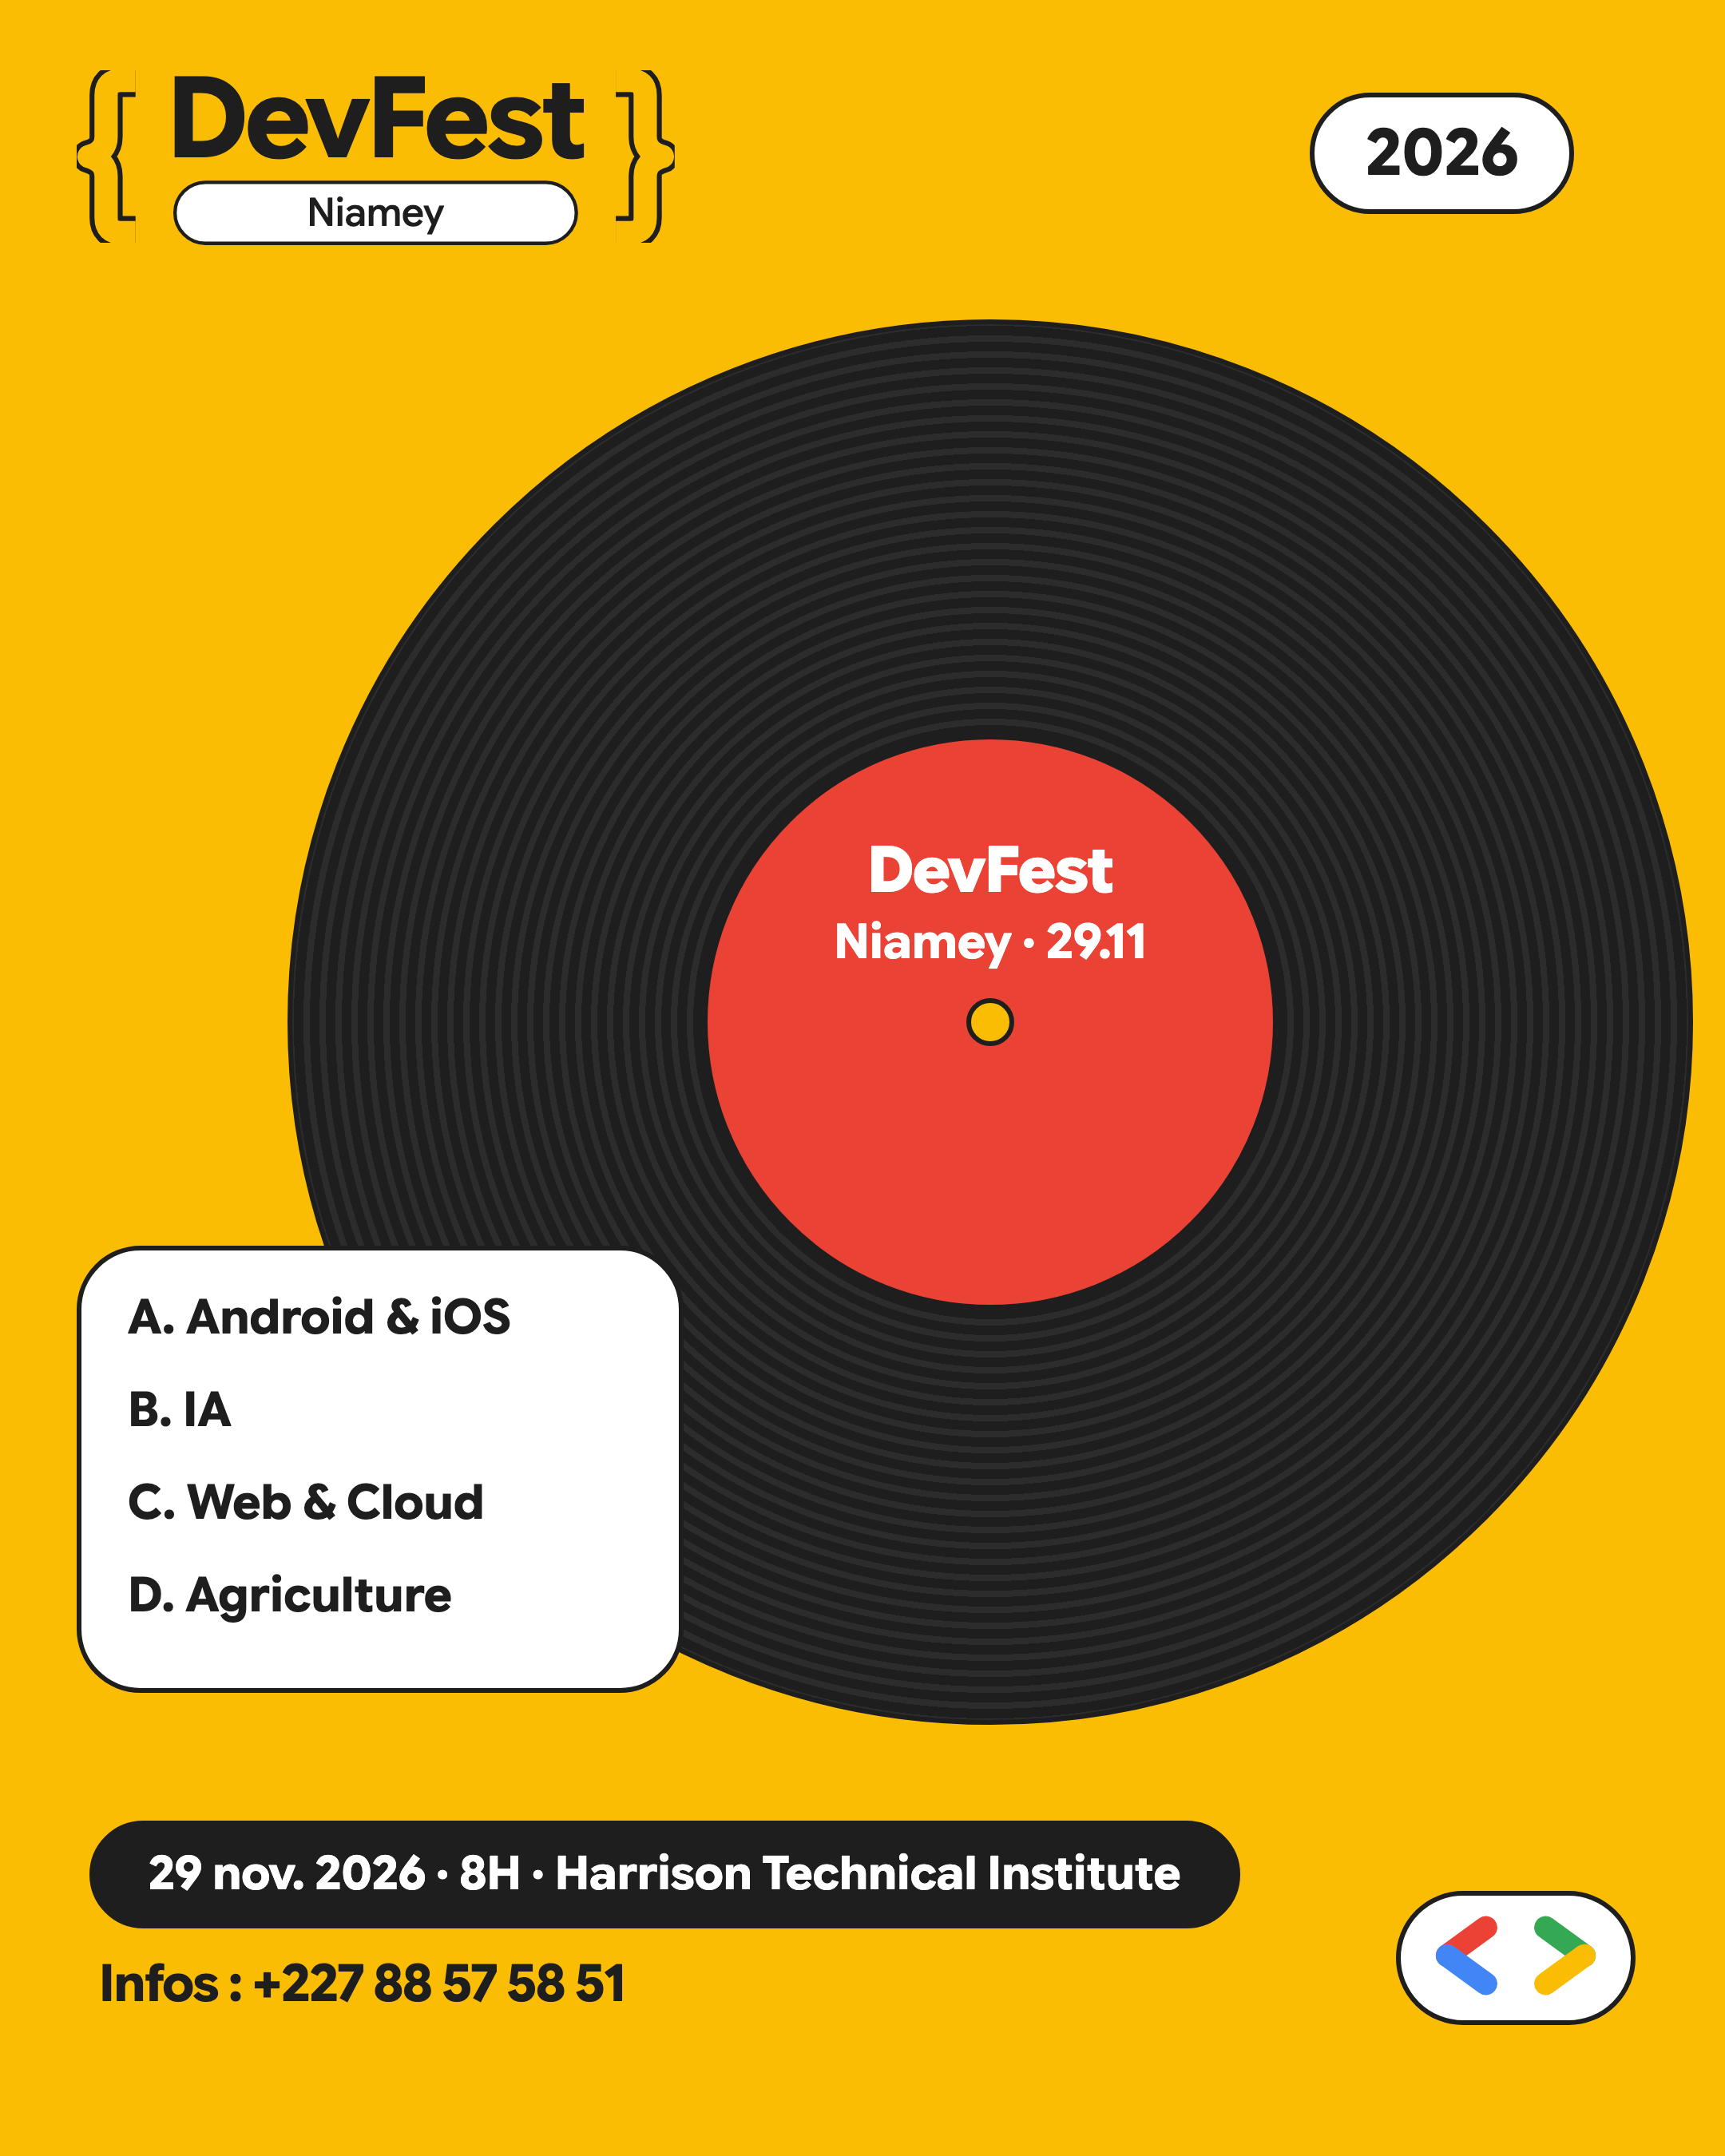 DevFest
Niamey
2026
DevFest
Niamey · 29.11
A. Android & iOS
B. IA
C. Web & Cloud
D. Agriculture
29 nov. 2026 · 8H · Harrison Technical Institute
Infos : +227 88 57 58 51